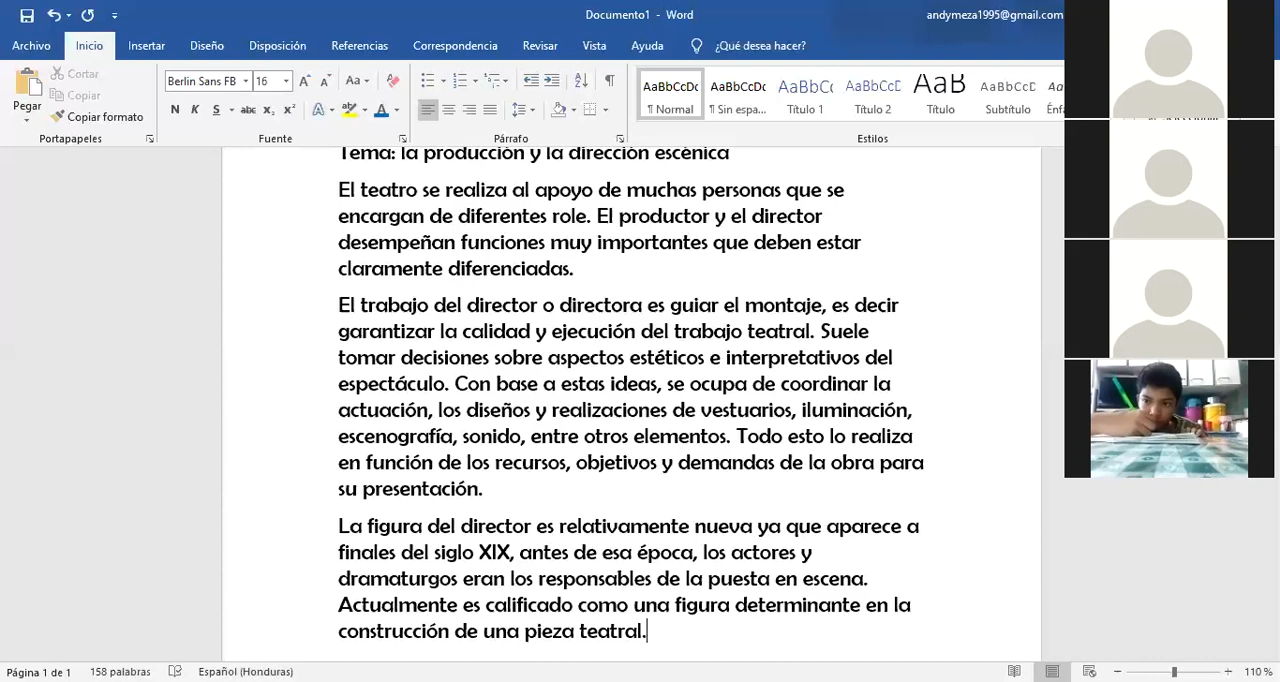 Documento1 - Word
andymeza1995@gmail.com
Archivo Inicio Insertar Diseño Disposición Referencias Correspondencia Revisar Vista Ayuda ¿Qué desea hacer?
Pegar
Cortar
Copiar
Copiar formato
Portapapeles
Berlin Sans FB 16
Aa
N K S abc x₂ x² A A
Fuente
Párrafo
AaBbCcDc AaBbCcDc AaBbCc AaBbCcD AaB AaBbCcD AaBbCcDc
¶ Normal ¶ Sin espa... Título 1 Título 2 Título Subtítulo Énfa
Estilos
Tema: la producción y la dirección escénica
El teatro se realiza al apoyo de muchas personas que se
encargan de diferentes role. El productor y el director
desempeñan funciones muy importantes que deben estar
claramente diferenciadas.
El trabajo del director o directora es guiar el montaje, es decir
garantizar la calidad y ejecución del trabajo teatral. Suele
tomar decisiones sobre aspectos estéticos e interpretativos del
espectáculo. Con base a estas ideas, se ocupa de coordinar la
actuación, los diseños y realizaciones de vestuarios, iluminación,
escenografía, sonido, entre otros elementos. Todo esto lo realiza
en función de los recursos, objetivos y demandas de la obra para
su presentación.
La figura del director es relativamente nueva ya que aparece a
finales del siglo XIX, antes de esa época, los actores y
dramaturgos eran los responsables de la puesta en escena.
Actualmente es calificado como una figura determinante en la
construcción de una pieza teatral.
Página 1 de 1 158 palabras Español (Honduras) 110 %